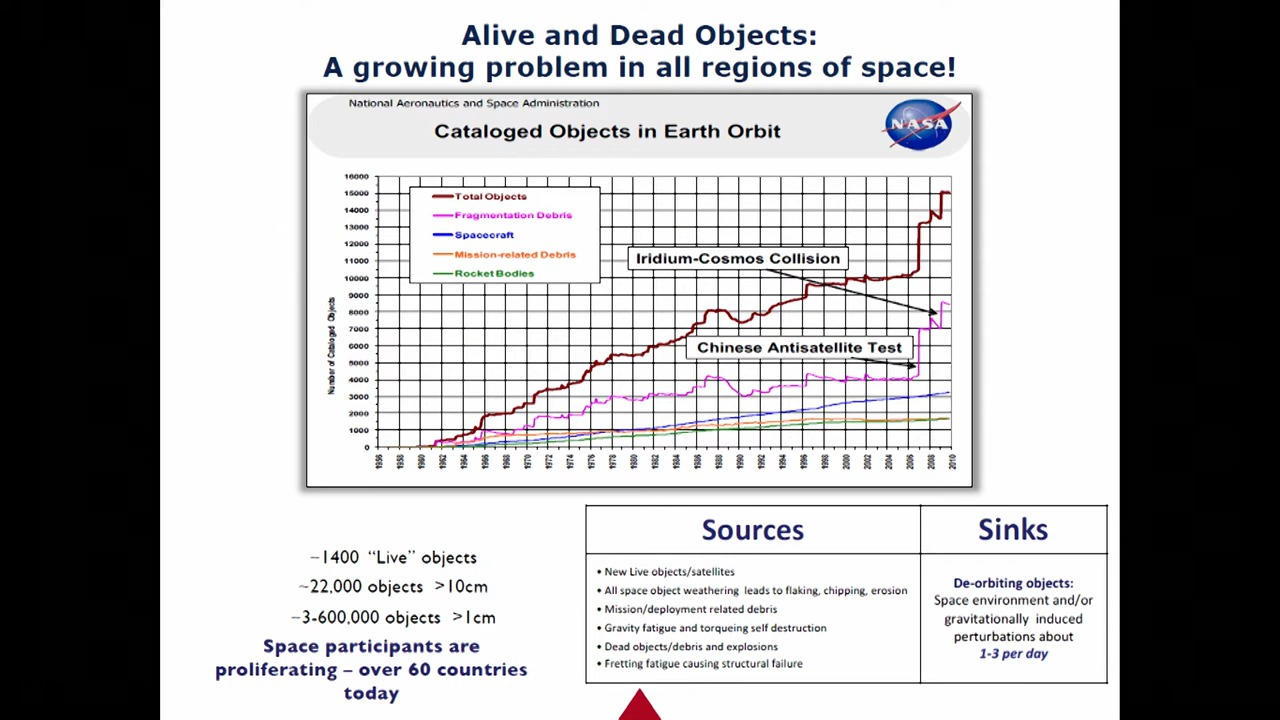 Alive and Dead Objects:
A growing problem in all regions of space!
National Aeronautics and Space Administration
NASA
Cataloged Objects in Earth Orbit
16000
15000
14000
13000
12000
11000
10000
9000
8000
7000
6000
5000
4000
3000
2000
1000
0
Number of Cataloged Objects
Total Objects
Fragmentation Debris
Spacecraft
Mission-related Debris
Rocket Bodies
Iridium-Cosmos Collision
Chinese Antisatellite Test
1956 1958 1960 1962 1964 1966 1968 1970 1972 1974 1976 1978 1980 1982 1984 1986 1988 1990 1992 1994 1996 1998 2000 2002 2004 2006 2008 2010
~1400 “Live” objects
~22,000 objects >10cm
~3-600,000 objects >1cm
Space participants are
proliferating – over 60 countries
today
Sources
• New Live objects/satellites
• All space object weathering leads to flaking, chipping, erosion
• Mission/deployment related debris
• Gravity fatigue and torqueing self destruction
• Dead objects/debris and explosions
• Fretting fatigue causing structural failure
Sinks
De-orbiting objects:
Space environment and/or
gravitationally induced
perturbations about
1-3 per day